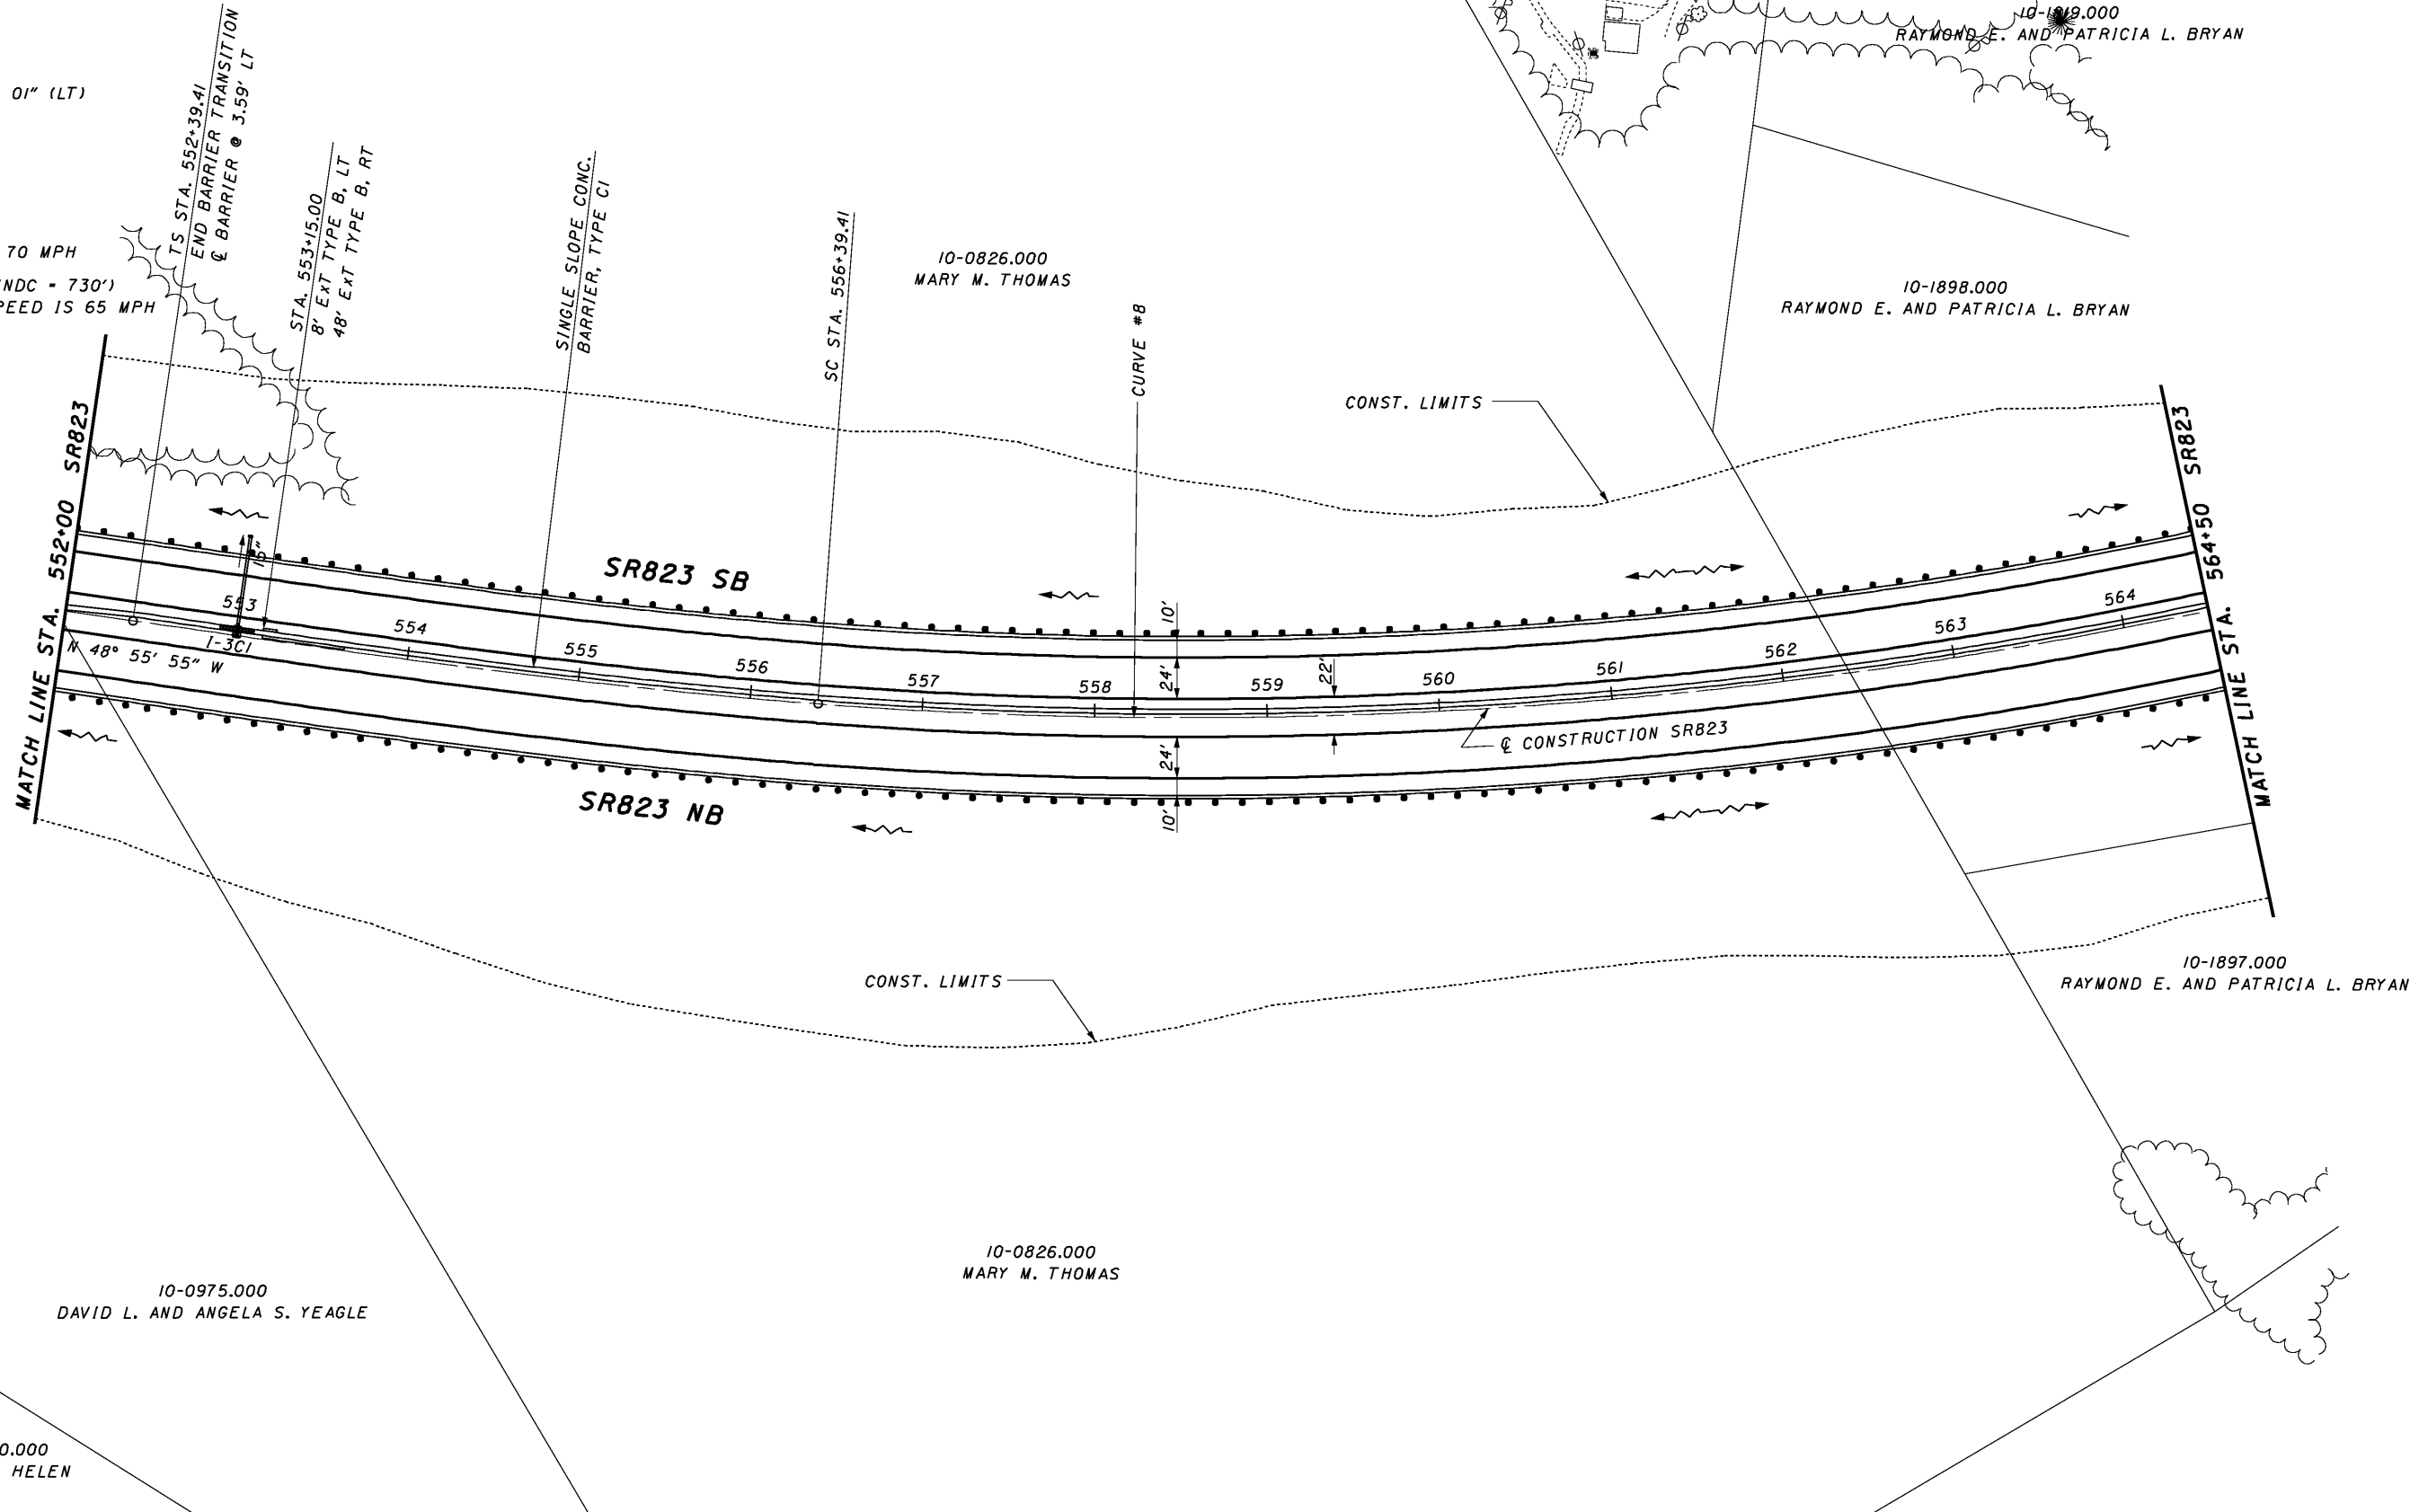 01" (LT)
70 MPH
NDC = 730')
PEED IS 65 MPH
TS STA. 552+39.41
END BARRIER TRANSITION
℄ BARRIER @ 3.59' LT
STA. 553+15.00
8' ExT TYPE B, LT
48' ExT TYPE B, RT
SINGLE SLOPE CONC.
BARRIER, TYPE C1
SC STA. 556+39.41
10-0826.000
MARY M. THOMAS
CURVE #8
CONST. LIMITS
RAYMOND E. AND PATRICIA L. BRYAN
10-1898.000
RAYMOND E. AND PATRICIA L. BRYAN
MATCH LINE STA. 552+00 SR823
MATCH LINE STA. 564+50 SR823
SR823 SB
15"
553
554
555
556
557
558
559
560
561
562
563
564
I-3C1
N 48° 55' 55" W
10'
24'
22'
24'
10'
℄ CONSTRUCTION SR823
SR823 NB
CONST. LIMITS
10-1897.000
RAYMOND E. AND PATRICIA L. BRYAN
10-0826.000
MARY M. THOMAS
10-0975.000
DAVID L. AND ANGELA S. YEAGLE
0.000
HELEN